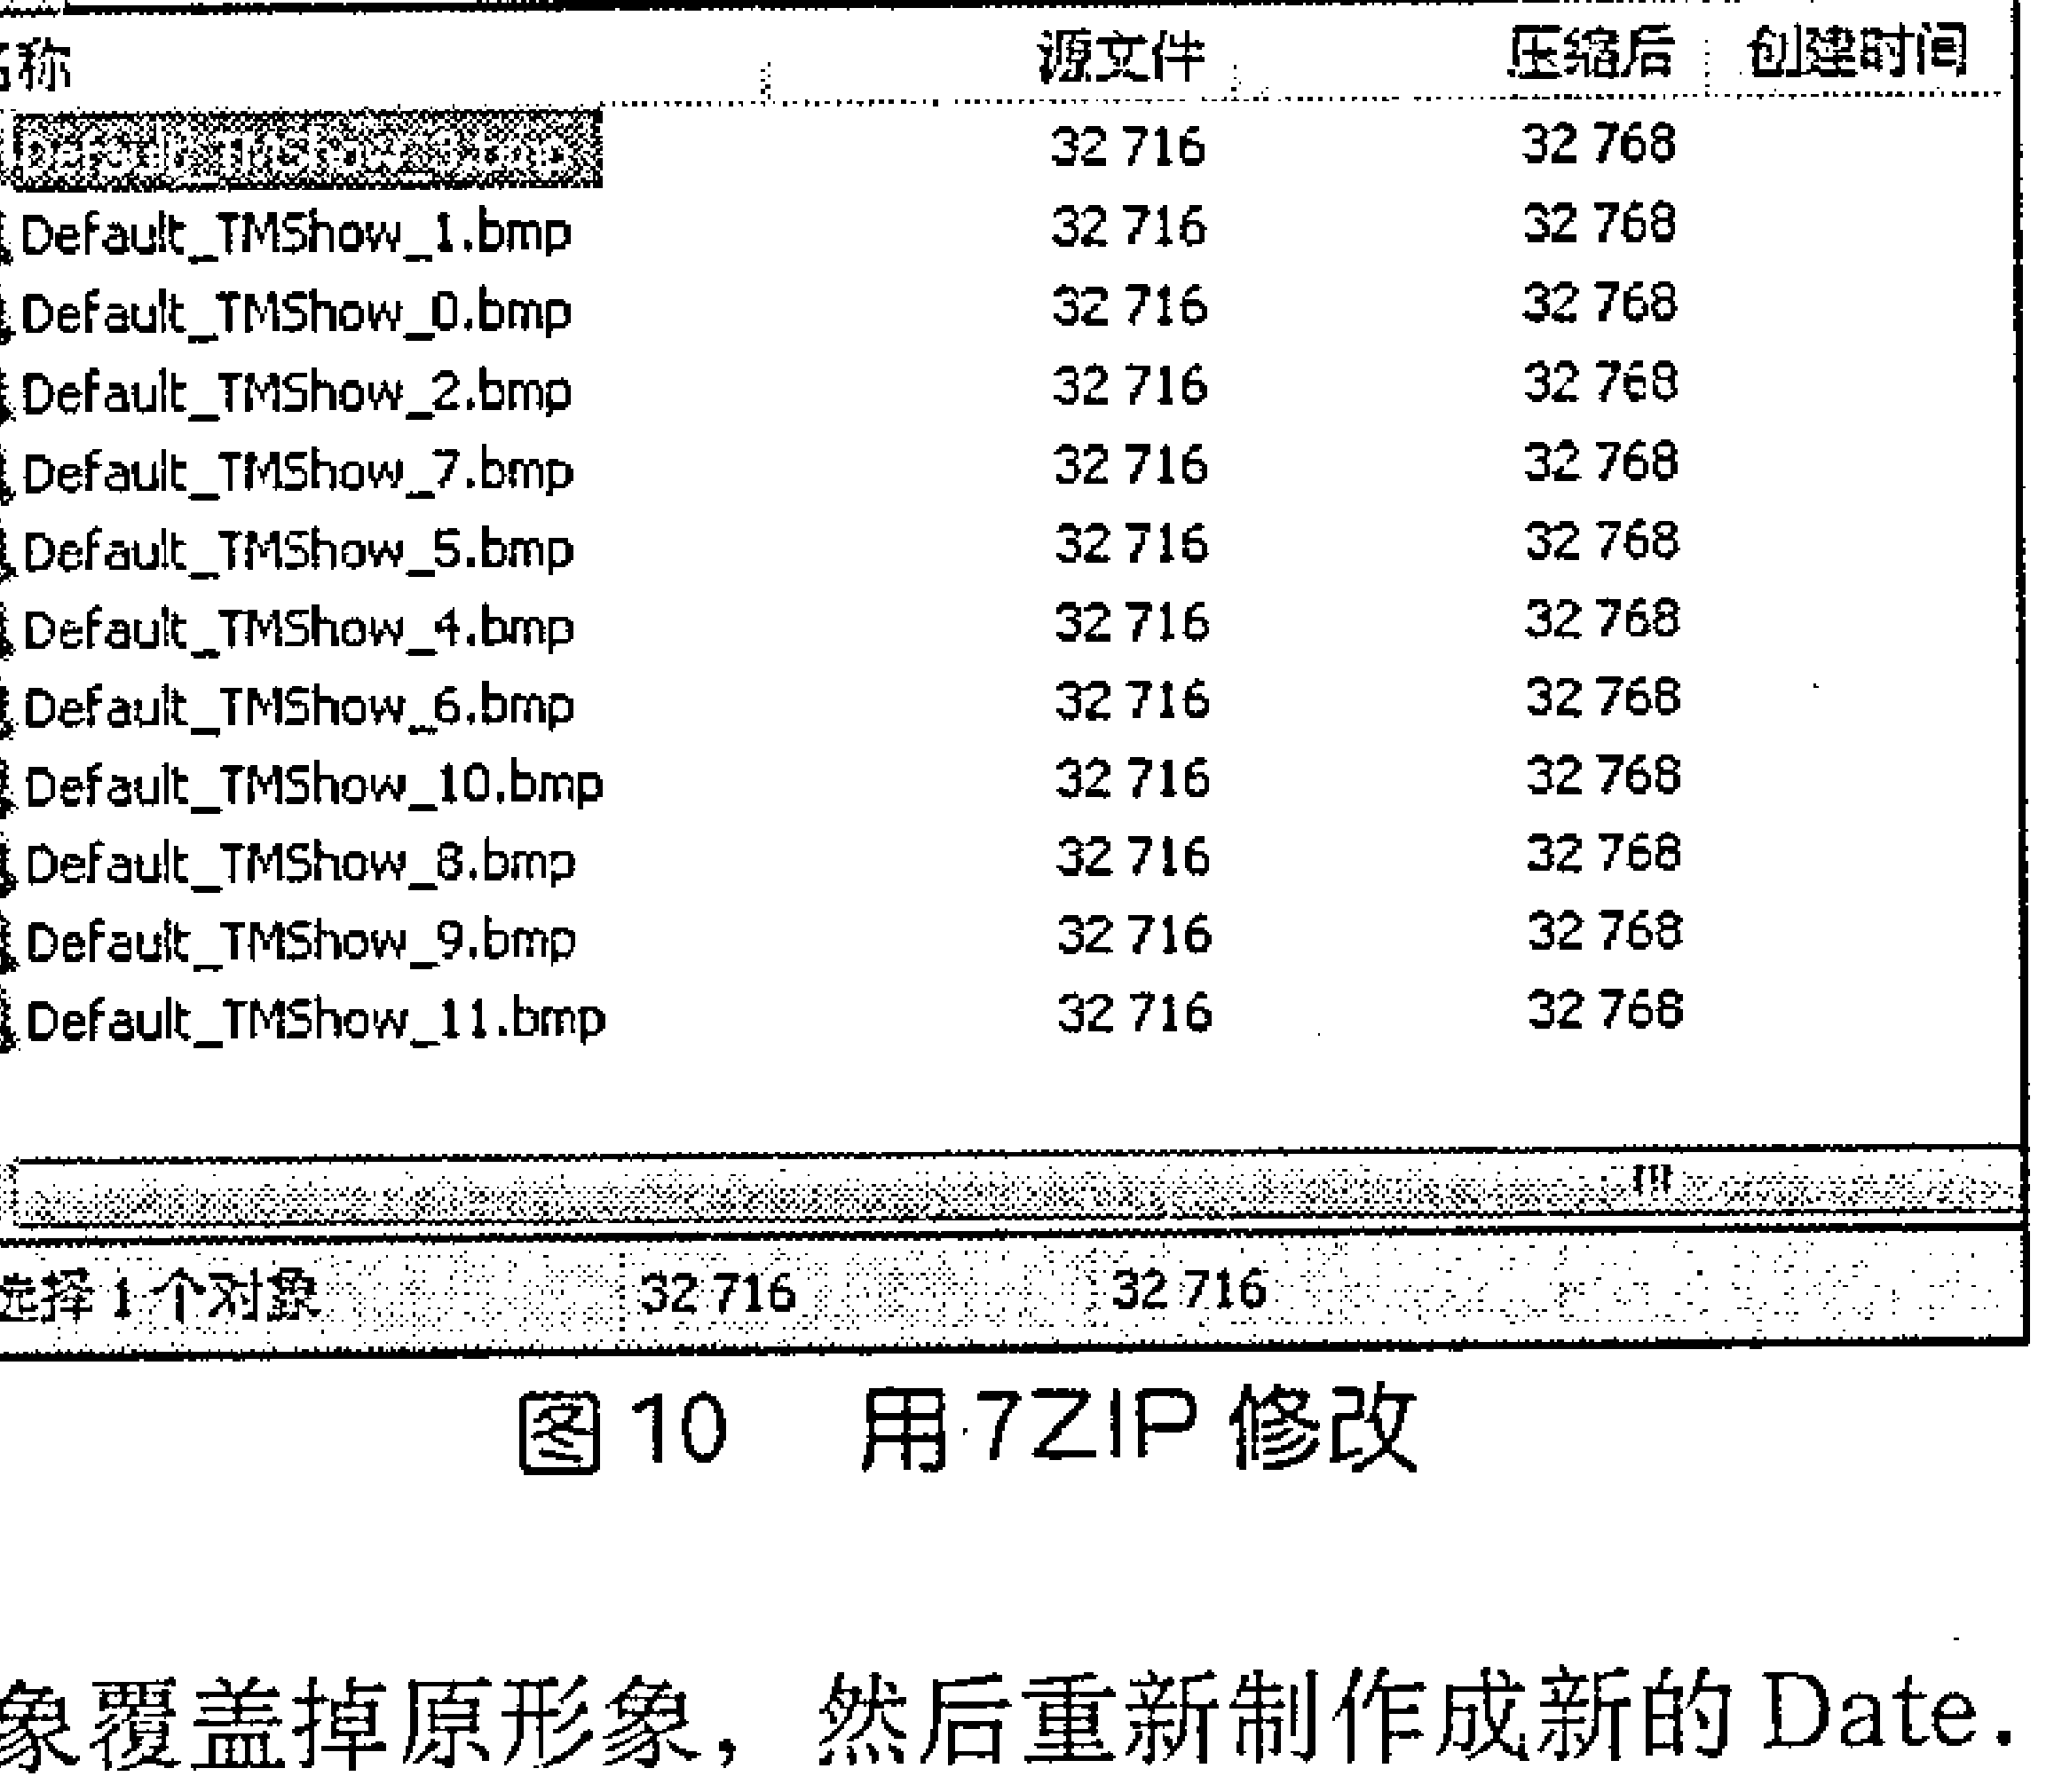 称 源文件 压缩后 创建时间
32 716 32 768
Default_TMShow_1.bmp 32 716 32 768
Default_TMShow_0.bmp 32 716 32 768
Default_TMShow_2.bmp 32 716 32 768
Default_TMShow_7.bmp 32 716 32 768
Default_TMShow_5.bmp 32 716 32 768
Default_TMShow_4.bmp 32 716 32 768
Default_TMShow_6.bmp 32 716 32 768
Default_TMShow_10.bmp 32 716 32 768
Default_TMShow_8.bmp 32 716 32 768
Default_TMShow_9.bmp 32 716 32 768
Default_TMShow_11.bmp 32 716 32 768
选择 1 个对象 32 716 32 716
图 10 用 7ZIP 修改
象覆盖掉原形象，然后重新制作成新的 Date.